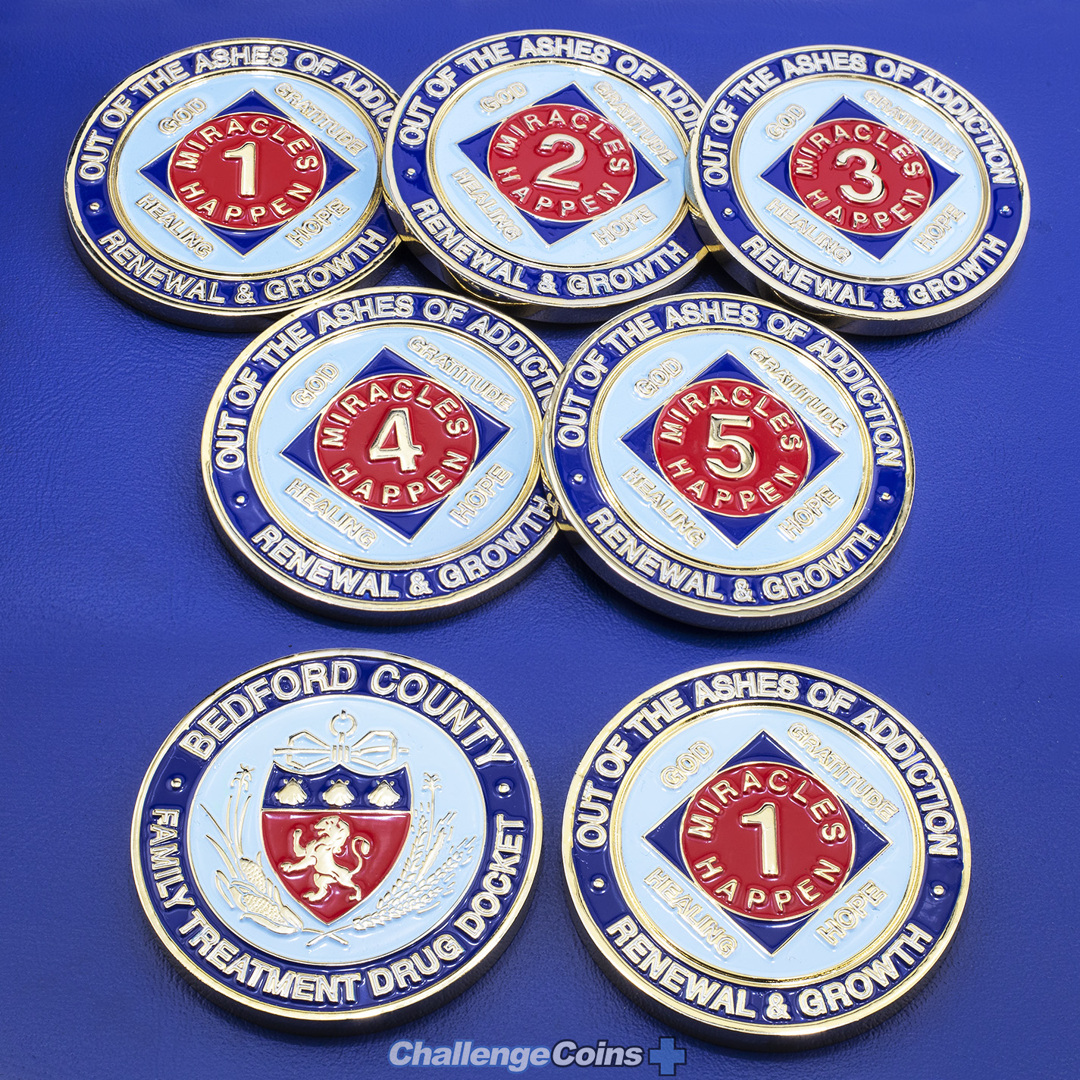 OUT OF THE ASHES OF ADDICTION
GOD
GRATITUDE
MIRACLES
1
HAPPEN
HEALING
HOPE
RENEWAL & GROWTH
OUT OF THE ASHES OF ADDICTION
GOD
GRATITUDE
MIRACLES
2
HAPPEN
HEALING
HOPE
RENEWAL & GROWTH
OUT OF THE ASHES OF ADDICTION
GOD
GRATITUDE
MIRACLES
3
HAPPEN
HEALING
HOPE
RENEWAL & GROWTH
OUT OF THE ASHES OF ADDICTION
GOD
GRATITUDE
MIRACLES
4
HAPPEN
HEALING
HOPE
RENEWAL & GROWTH
OUT OF THE ASHES OF ADDICTION
GOD
GRATITUDE
MIRACLES
5
HAPPEN
HEALING
HOPE
RENEWAL & GROWTH
BEDFORD COUNTY
FAMILY TREATMENT DRUG DOCKET
OUT OF THE ASHES OF ADDICTION
GOD
GRATITUDE
MIRACLES
1
HAPPEN
HEALING
HOPE
RENEWAL & GROWTH
ChallengeCoins+